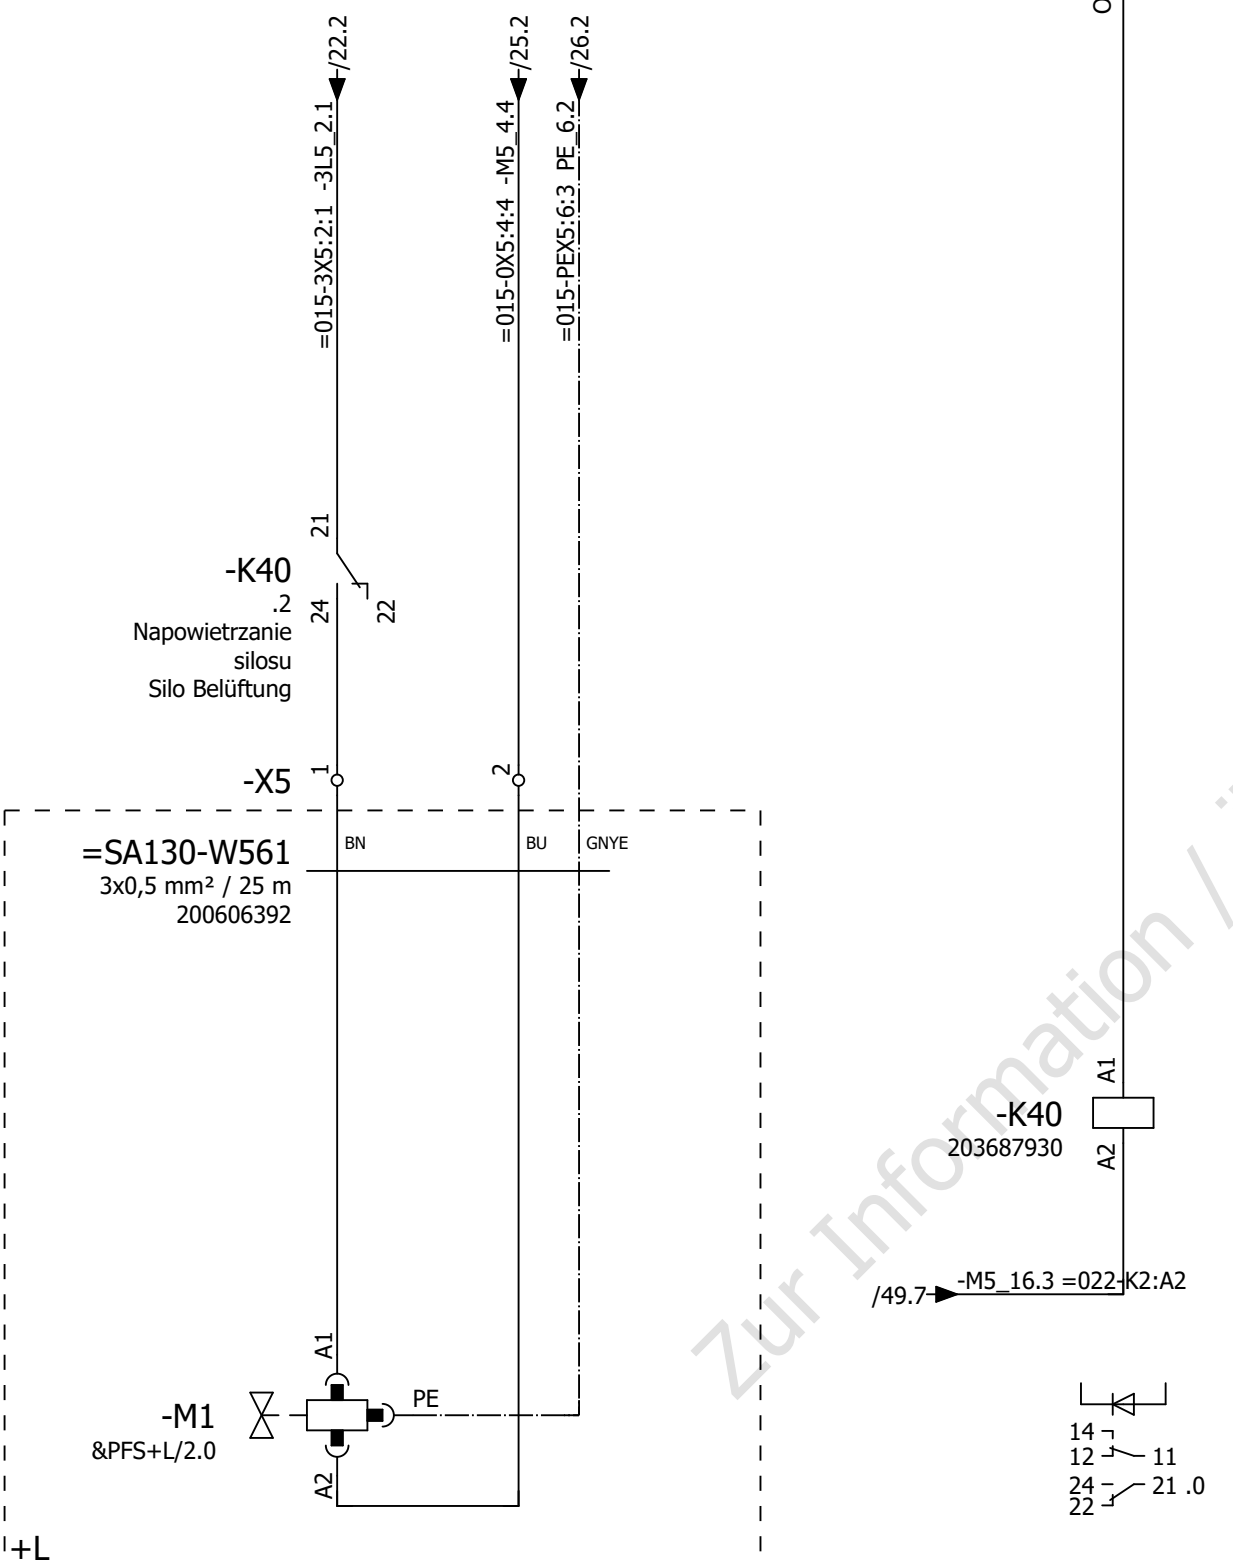 /22.2
/25.2
/26.2
=015-3X5:2:1 -3L5_2.1
=015-0X5:4:4 -M5_4.4
=015-PEX5:6:3 PE_6.2
21
-K40
.2
24
22
Napowietrzanie
silosu
Silo Belüftung
-X5
1
2
=SA130-W561
BN
BU
GNYE
3x0,5 mm² / 25 m
200606392
A1
-K40
203687930
A2
/49.7
-M5_16.3 =022-K2:A2
Zur Information /
A1
-M1
PE
&PFS+L/2.0
A2
14
12
11
24
21 .0
22
+L